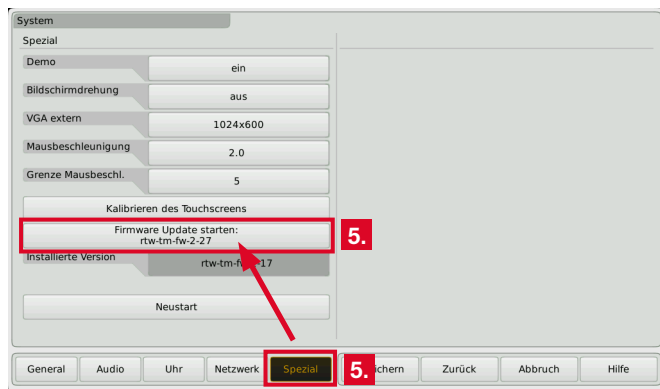 System
Spezial
Demo
ein
Bildschirmdrehung
aus
VGA extern
1024x600
Mausbeschleunigung
2.0
Grenze Mausbeschl.
5
Kalibrieren des Touchscreens
Firmware Update starten:
rtw-tm-fw-2-27
5.
Installierte Version
17
Neustart
General Audio Uhr Netzwerk Spezial 5. Zurück Abbruch Hilfe